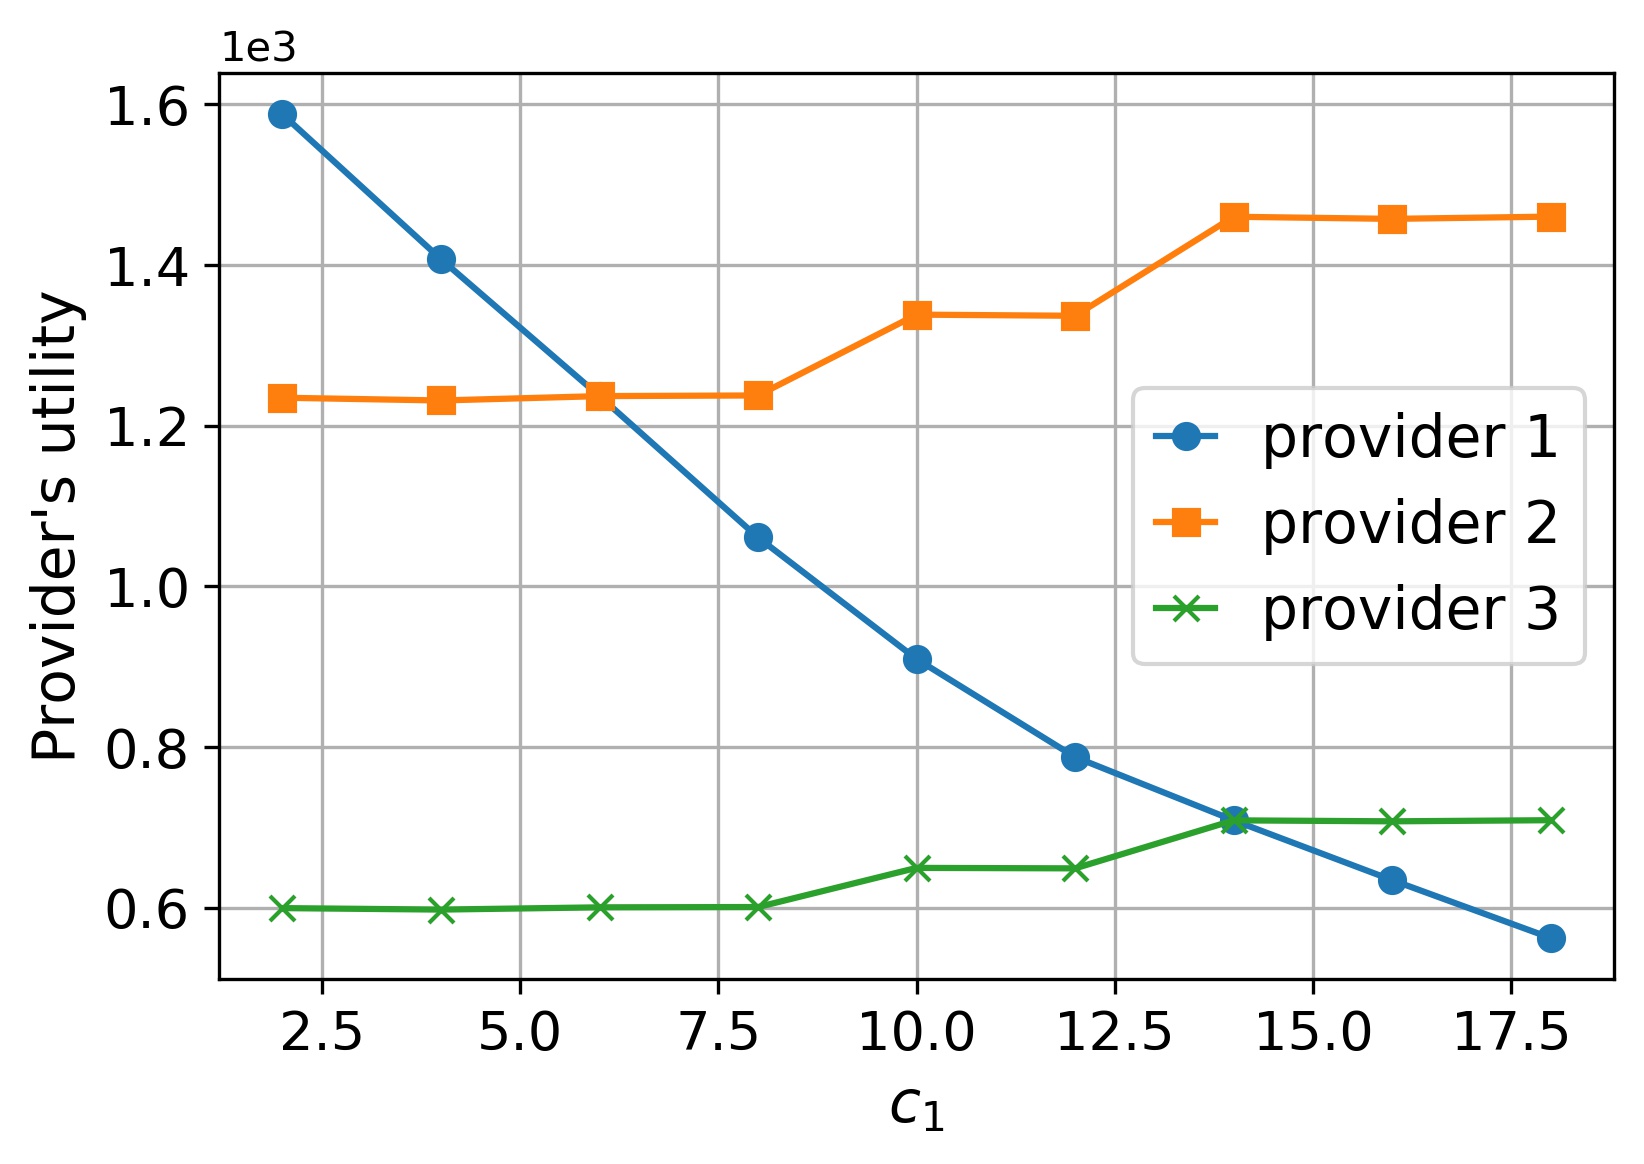 1e3
1.6
1.4
1.2
1.0
0.8
0.6
Provider's utility
provider 1
provider 2
provider 3
2.5 5.0 7.5 10.0 12.5 15.0 17.5
c₁